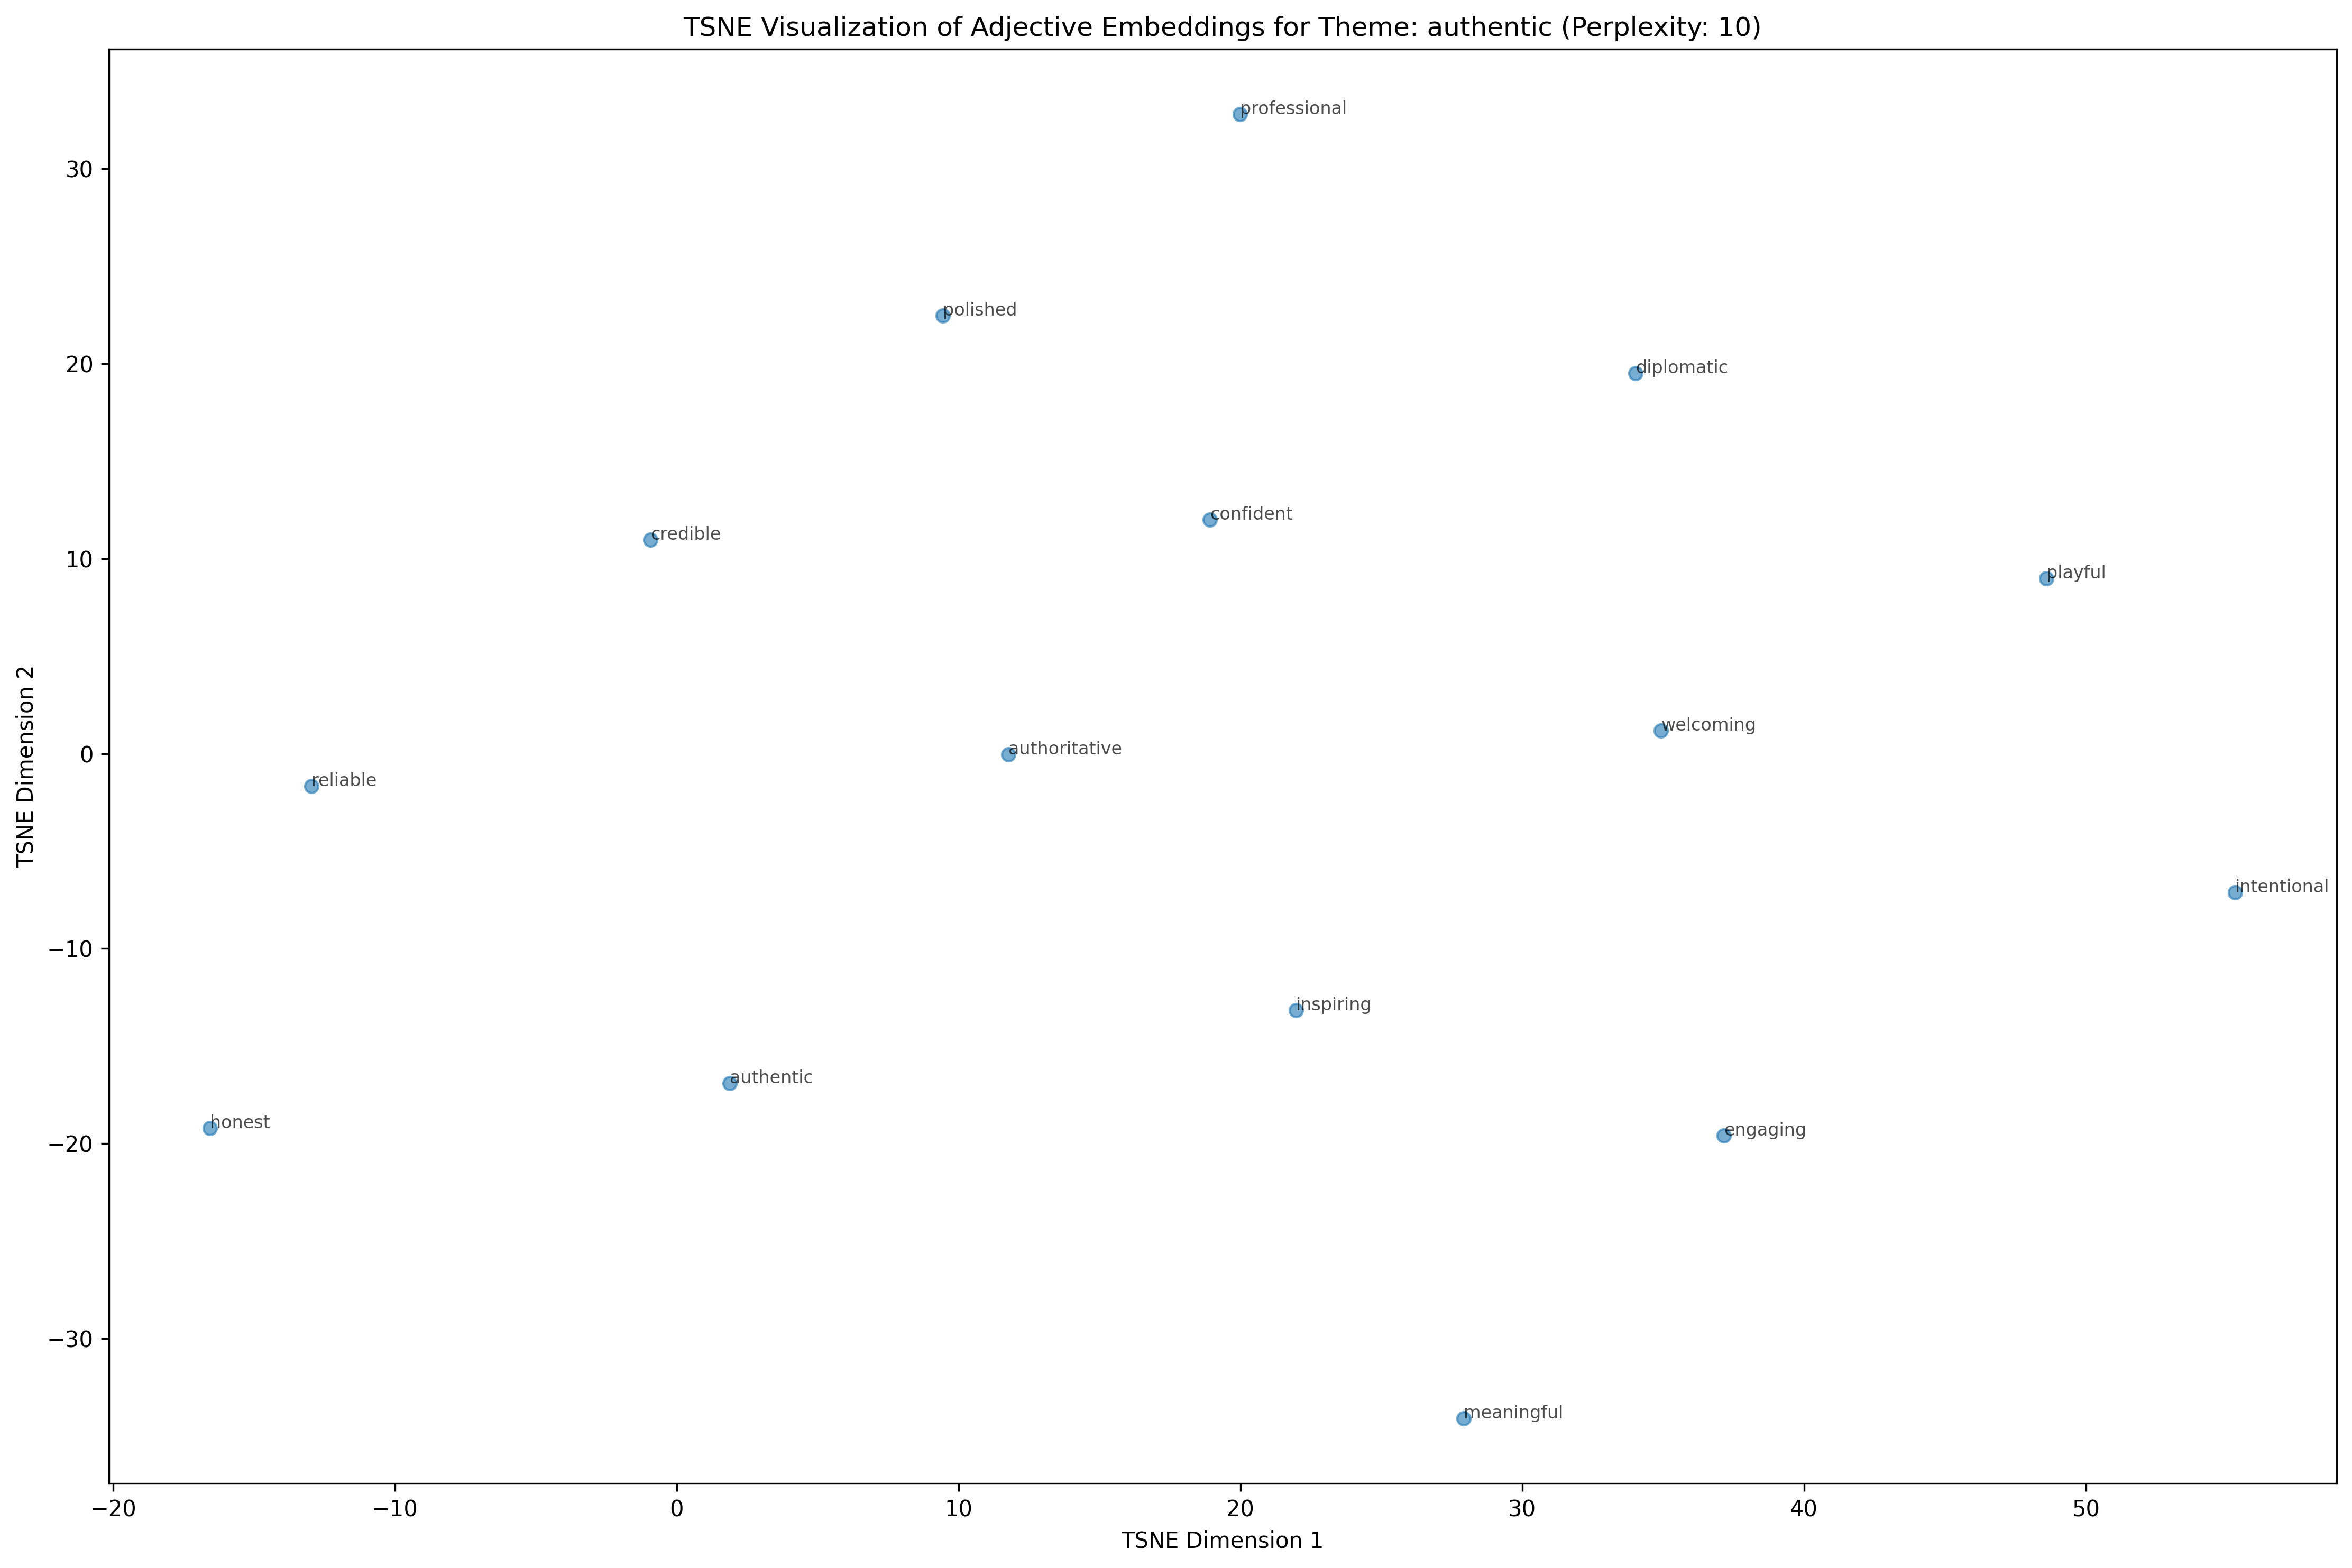 TSNE Visualization of Adjective Embeddings for Theme: authentic (Perplexity: 10)
professional
30
polished
20
diplomatic
confident
credible
10
playful
welcoming
0
authoritative
reliable
TSNE Dimension 2
intentional
−10
inspiring
authentic
honest
−20
engaging
−30
meaningful
−20
−10
0
10
20
30
40
50
TSNE Dimension 1